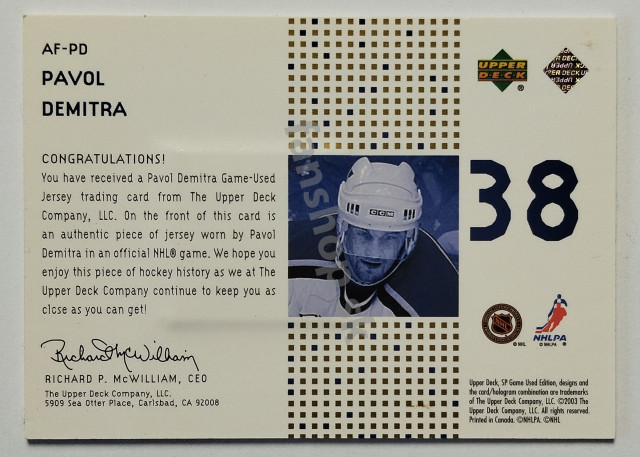 AF-PD
PAVOL
DEMITRA
CONGRATULATIONS!
You have received a Pavol Demitra Game-Used
Jersey trading card from The Upper Deck
Company, LLC. On the front of this card is
an authentic piece of jersey worn by Pavol
Demitra in an official NHL® game. We hope you
enjoy this piece of hockey history as we at
The Upper Deck Company continue to keep you as
close as you can get!
Richard P. McWilliam
RICHARD P. McWILLIAM, CEO
The Upper Deck Company, LLC.
5909 Sea Otter Place, Carlsbad, CA 92008
CCM
UPPER
DECK
®
38
© NHL
NHLPA
© NHLPA
Upper Deck, SP Game Used Edition, designs and
the card/hologram combination are trademarks
of The Upper Deck Company, LLC. ©2003 The
Upper Deck Company, LLC. All rights reserved.
Printed in Canada. ©NHLPA. ©NHL